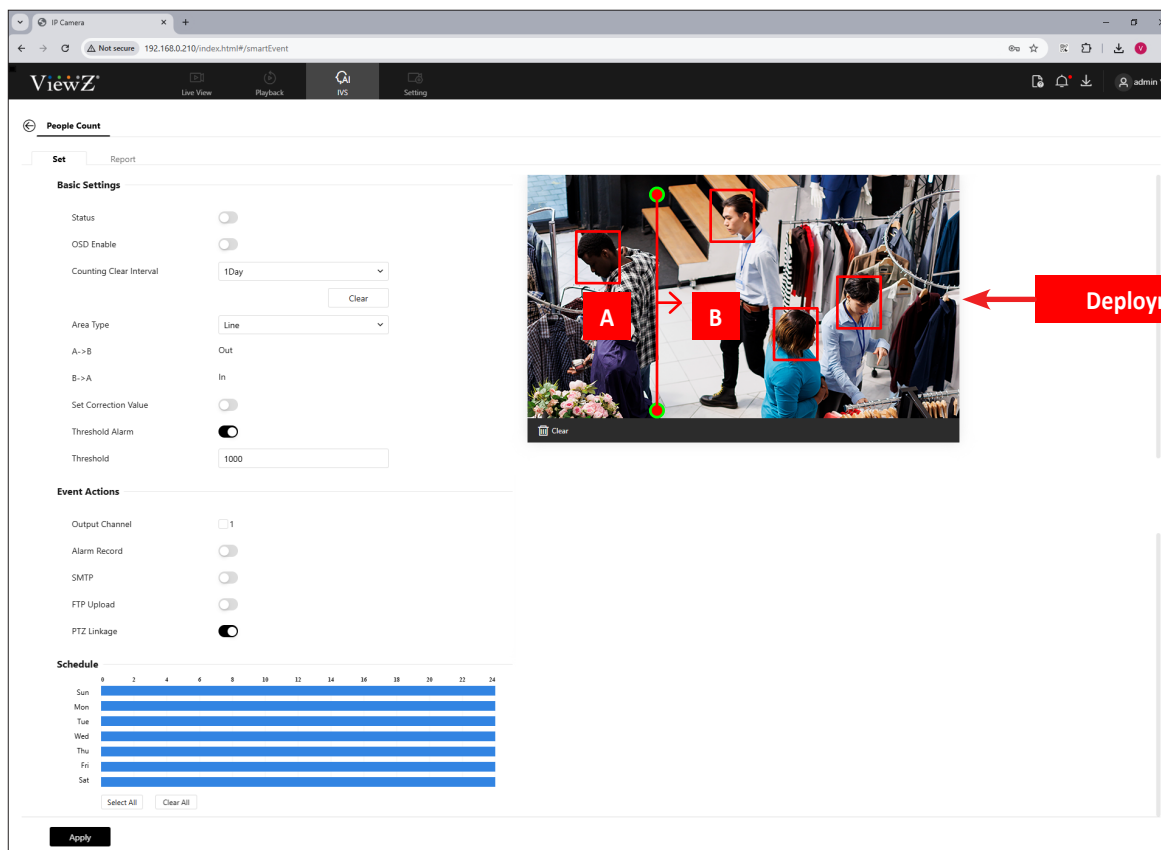 IP Camera
Not secure 192.168.0.210/index.html#/smartEvent
ViewZ
Live View Playback IVS Setting
AI
admin
People Count
Set Report
Basic Settings
Status
OSD Enable
Counting Clear Interval 1Day
Clear
Area Type Line
A->B Out
B->A In
Set Correction Value
Threshold Alarm
Threshold 1000
A B
Clear
Event Actions
Output Channel 1
Alarm Record
SMTP
FTP Upload
PTZ Linkage
Schedule
0 2 4 6 8 10 12 14 16 18 20 22 24
Sun
Mon
Tue
Wed
Thu
Fri
Sat
Select All Clear All
Apply